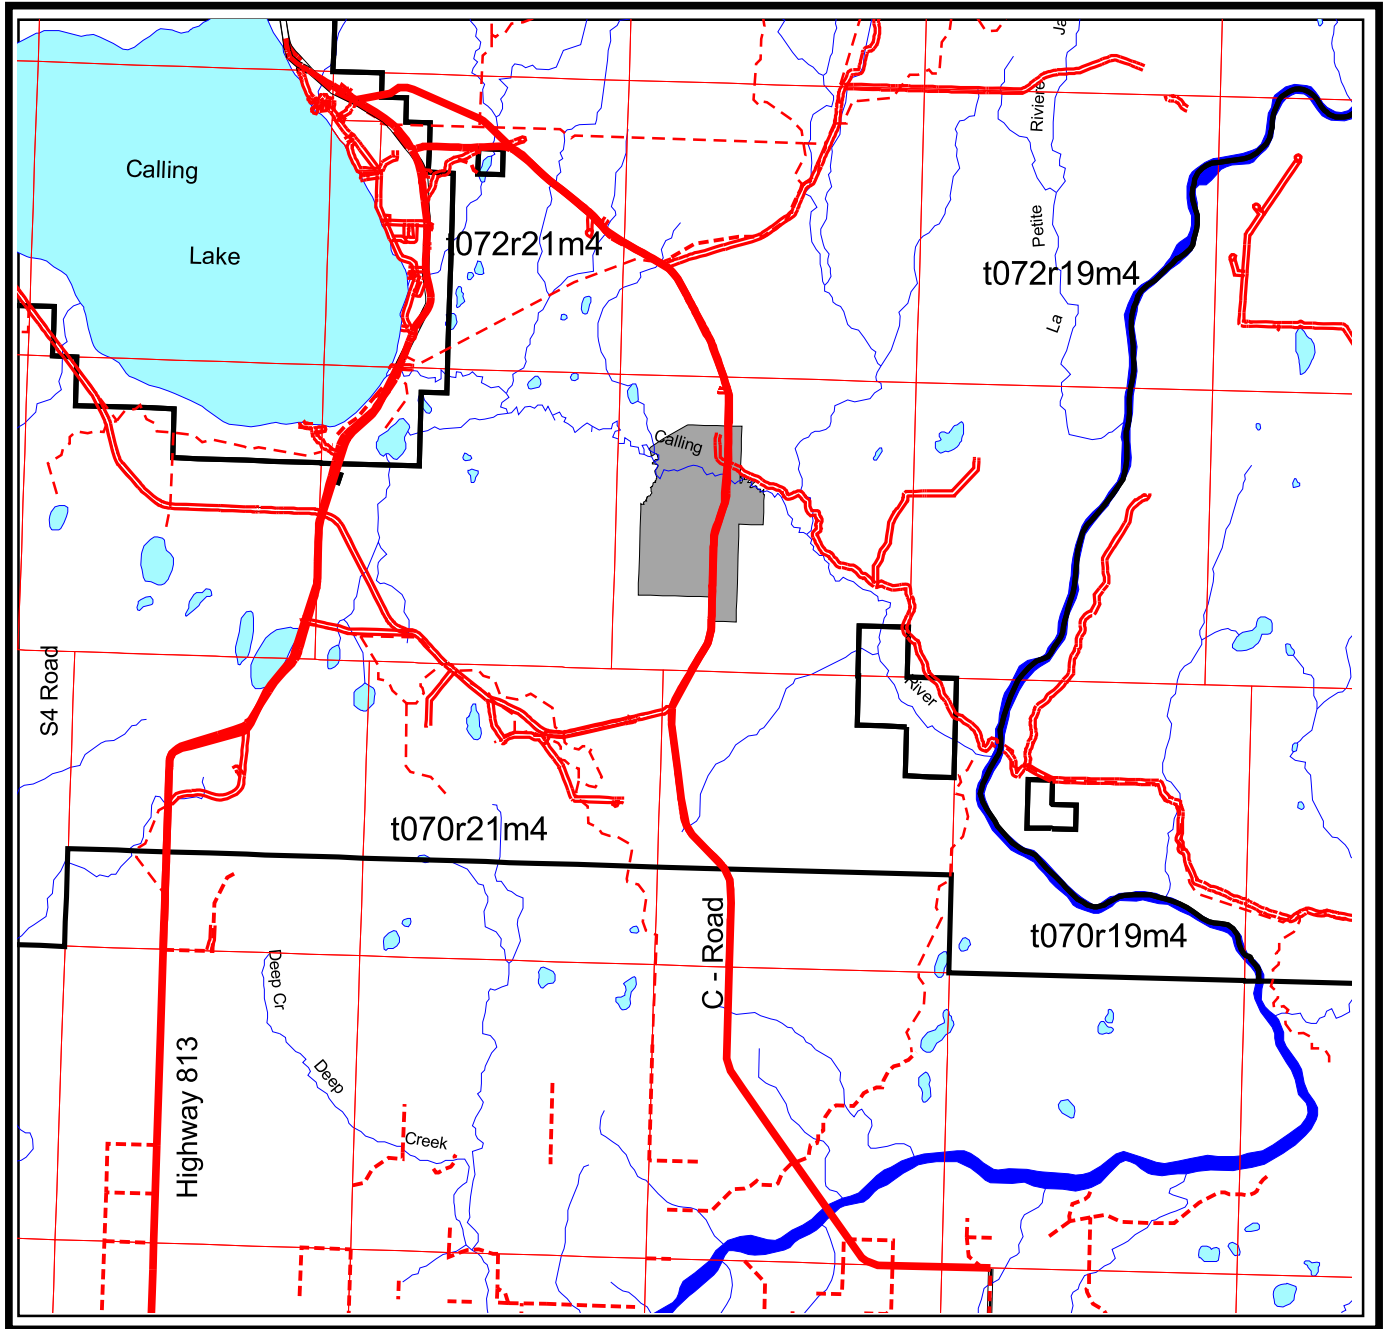 Ja
Riviere
Calling
Petite
t072r21m4
Lake
t072r19m4
La
Calling
S4 Road
River
t070r21m4
C - Road
t070r19m4
Deep Cr
Highway 813
Deep
Creek